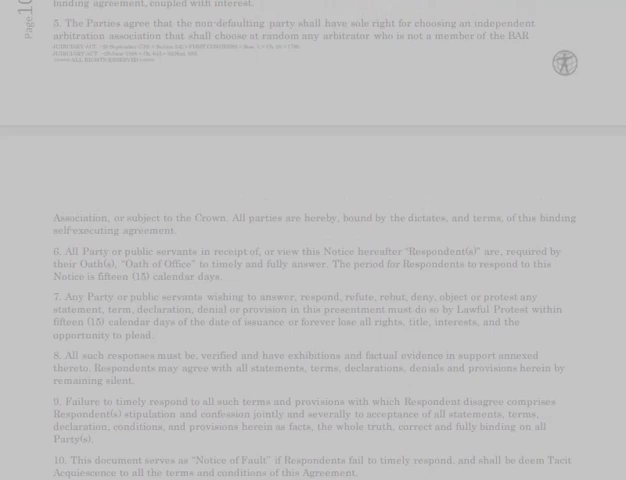 binding agreement, coupled with interest.
Page 10
5. The Parties agree that the non-defaulting party shall have sole right for choosing an independent
arbitration association that shall choose at random any arbitrator who is not a member of the BAR
Association, or subject to the Crown. All parties are hereby, bound by the dictates, and terms, of this binding
self-executing agreement.
6. All Party or public servants in receipt of, or view this Notice hereafter “Respondent(s)” are, required by
their Oath(s), "Oath of Office" to timely and fully answer. The period for Respondents to respond to this
Notice is fifteen (15) calendar days.
7. Any Party or public servants wishing to answer, respond, refute, rebut, deny, object or protest any
statement, term, declaration, denial or provision in this presentment must do so by Lawful Protest within
fifteen (15) calendar days of the date of issuance or forever lose all rights, title, interests, and the
opportunity to plead.
8. All such responses must be, verified and have exhibitions and factual evidence in support annexed
thereto. Respondents may agree with all statements, terms, declarations, denials and provisions herein by
remaining silent.
9. Failure to timely respond to all such terms and provisions with which Respondent disagree comprises
Respondent(s) stipulation and confession jointly and severally to acceptance of all statements, terms,
declaration, conditions, and provisions herein as facts, the whole truth, correct and fully binding on all
Party(s).
10. This document serves as “Notice of Fault” if Respondents fail to timely respond, and shall be deem Tacit
Acquiescence to all the terms and conditions of this Agreement.